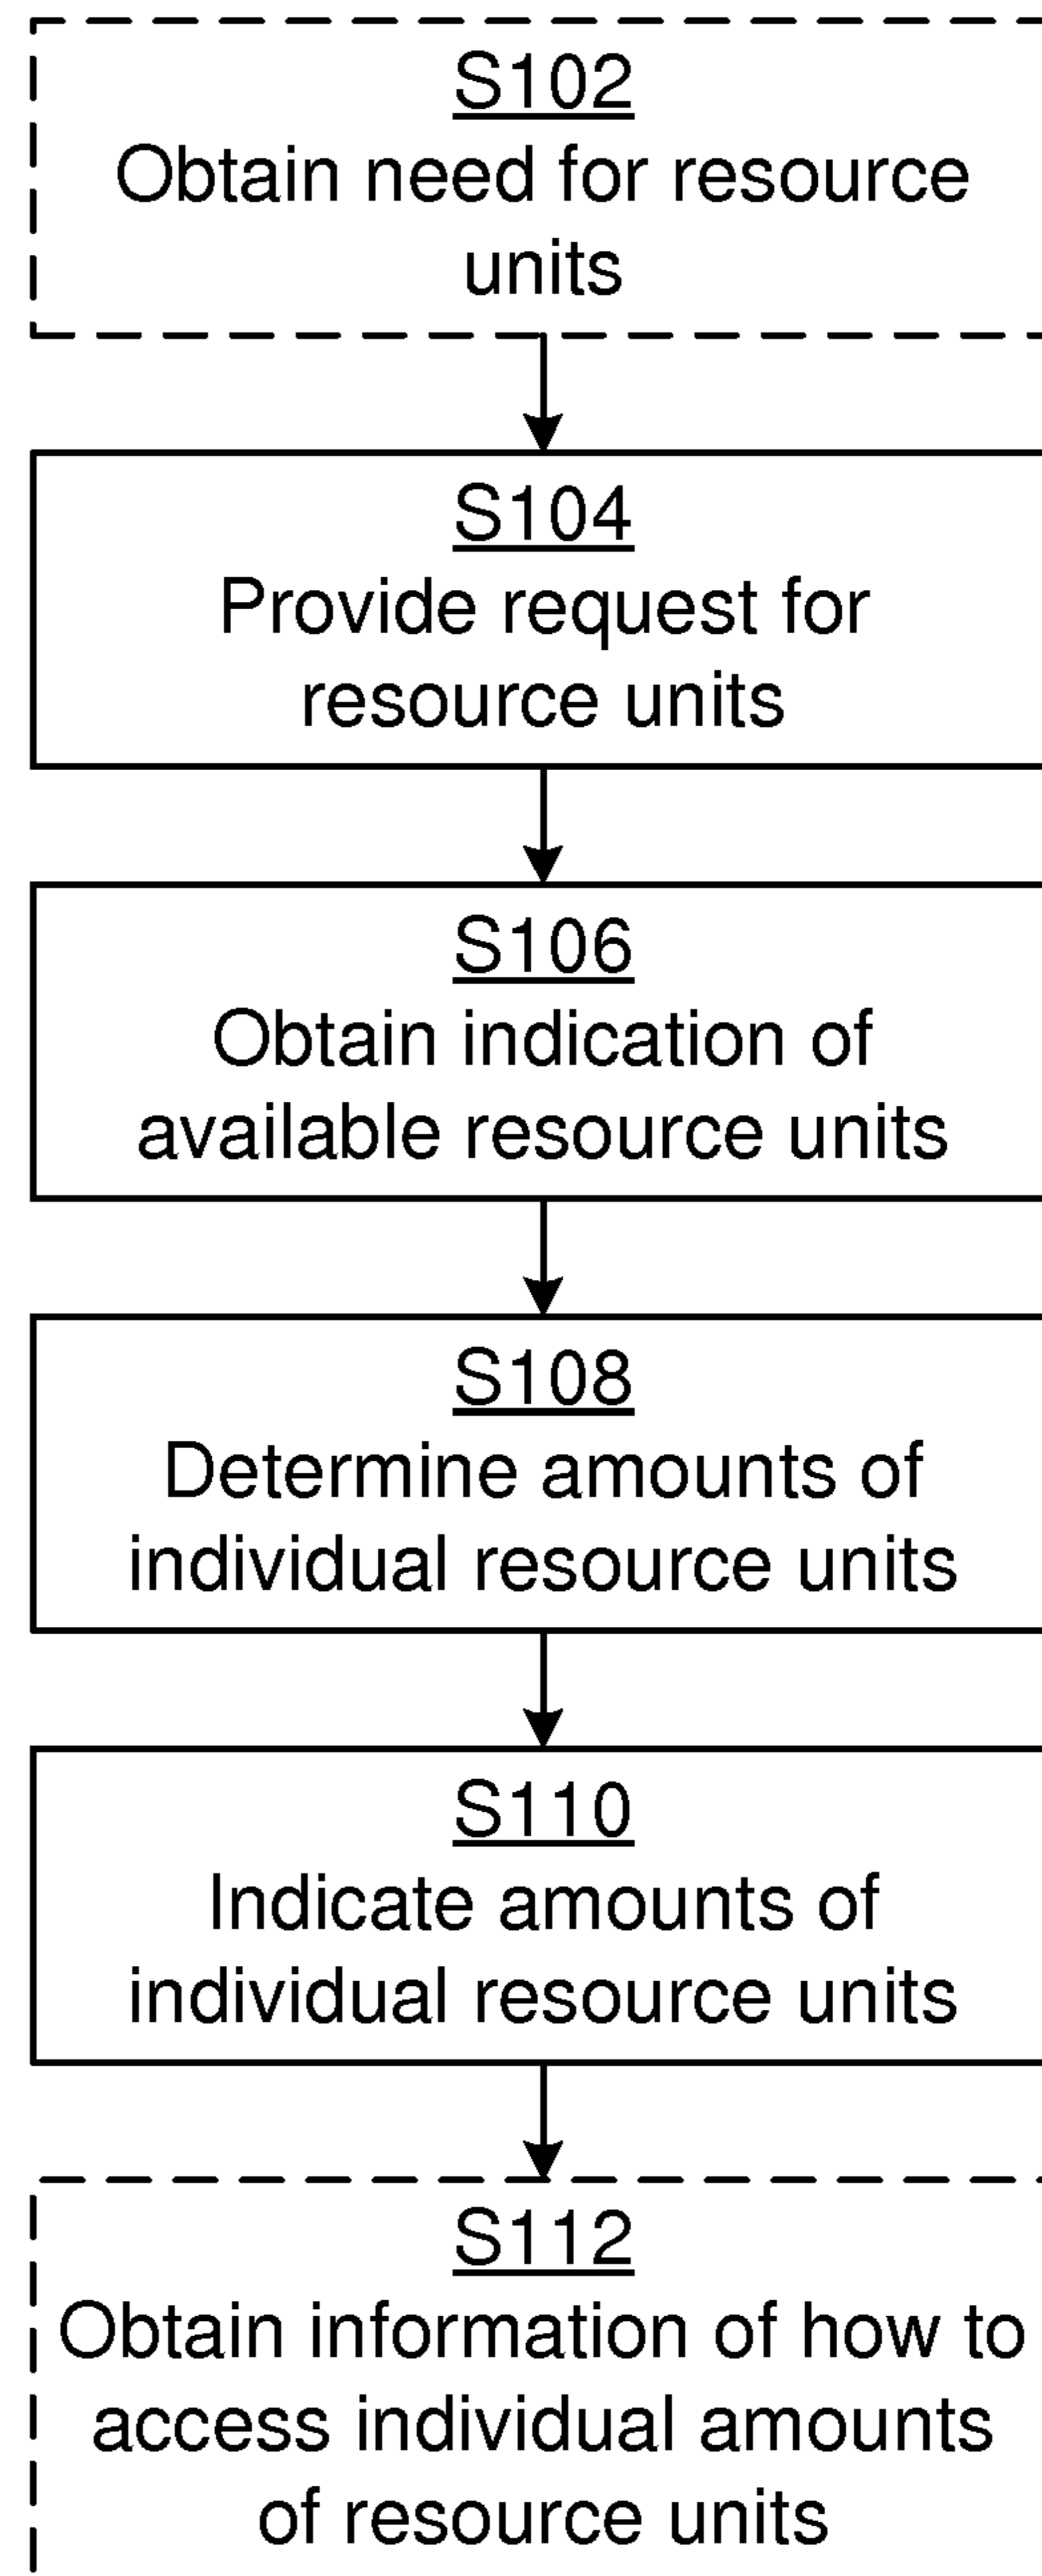 S102
Obtain need for resource
units
S104
Provide request for
resource units
S106
Obtain indication of
available resource units
S108
Determine amounts of
individual resource units
S110
Indicate amounts of
individual resource units
S112
Obtain information of how to
access individual amounts
of resource units